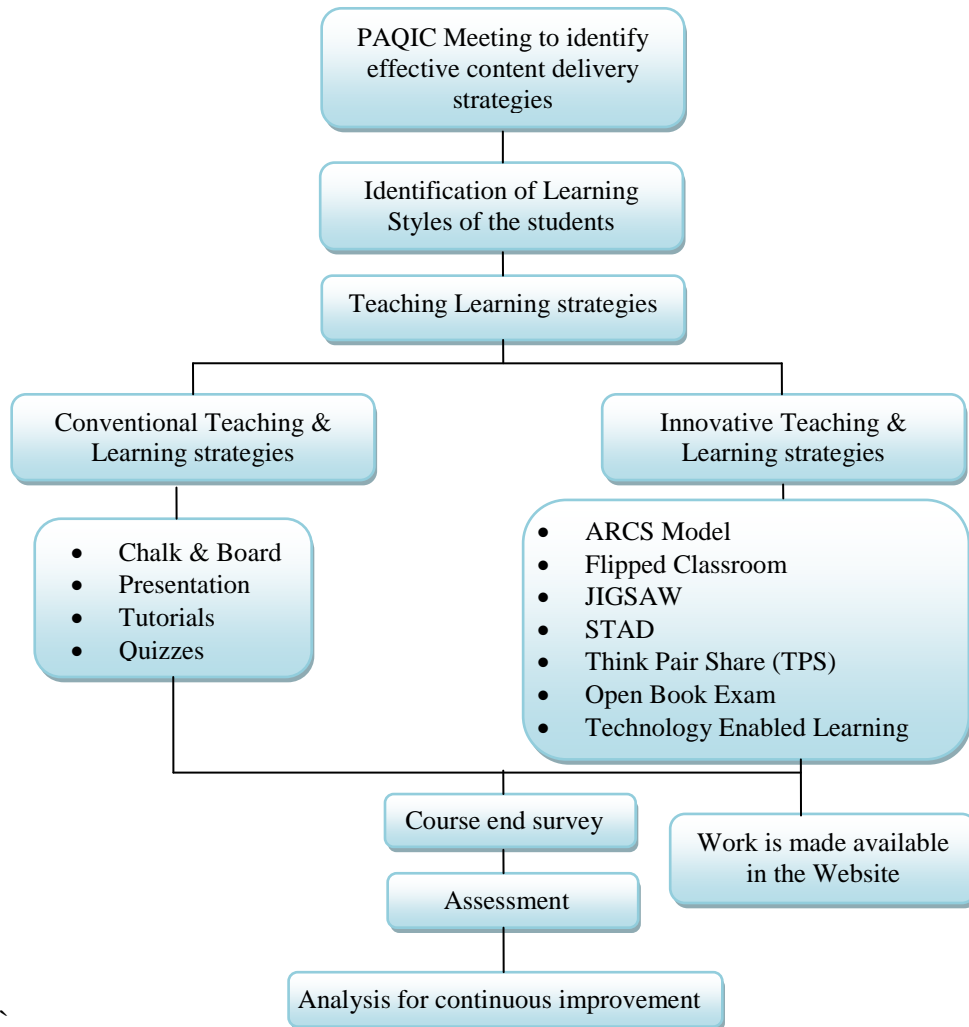 PAQIC Meeting to identify
effective content delivery
strategies
Identification of Learning
Styles of the students
Teaching Learning strategies
Conventional Teaching &
Learning strategies
Innovative Teaching &
Learning strategies
• Chalk & Board
• Presentation
• Tutorials
• Quizzes
• ARCS Model
• Flipped Classroom
• JIGSAW
• STAD
• Think Pair Share (TPS)
• Open Book Exam
• Technology Enabled Learning
Course end survey
Work is made available
in the Website
Assessment
Analysis for continuous improvement
`